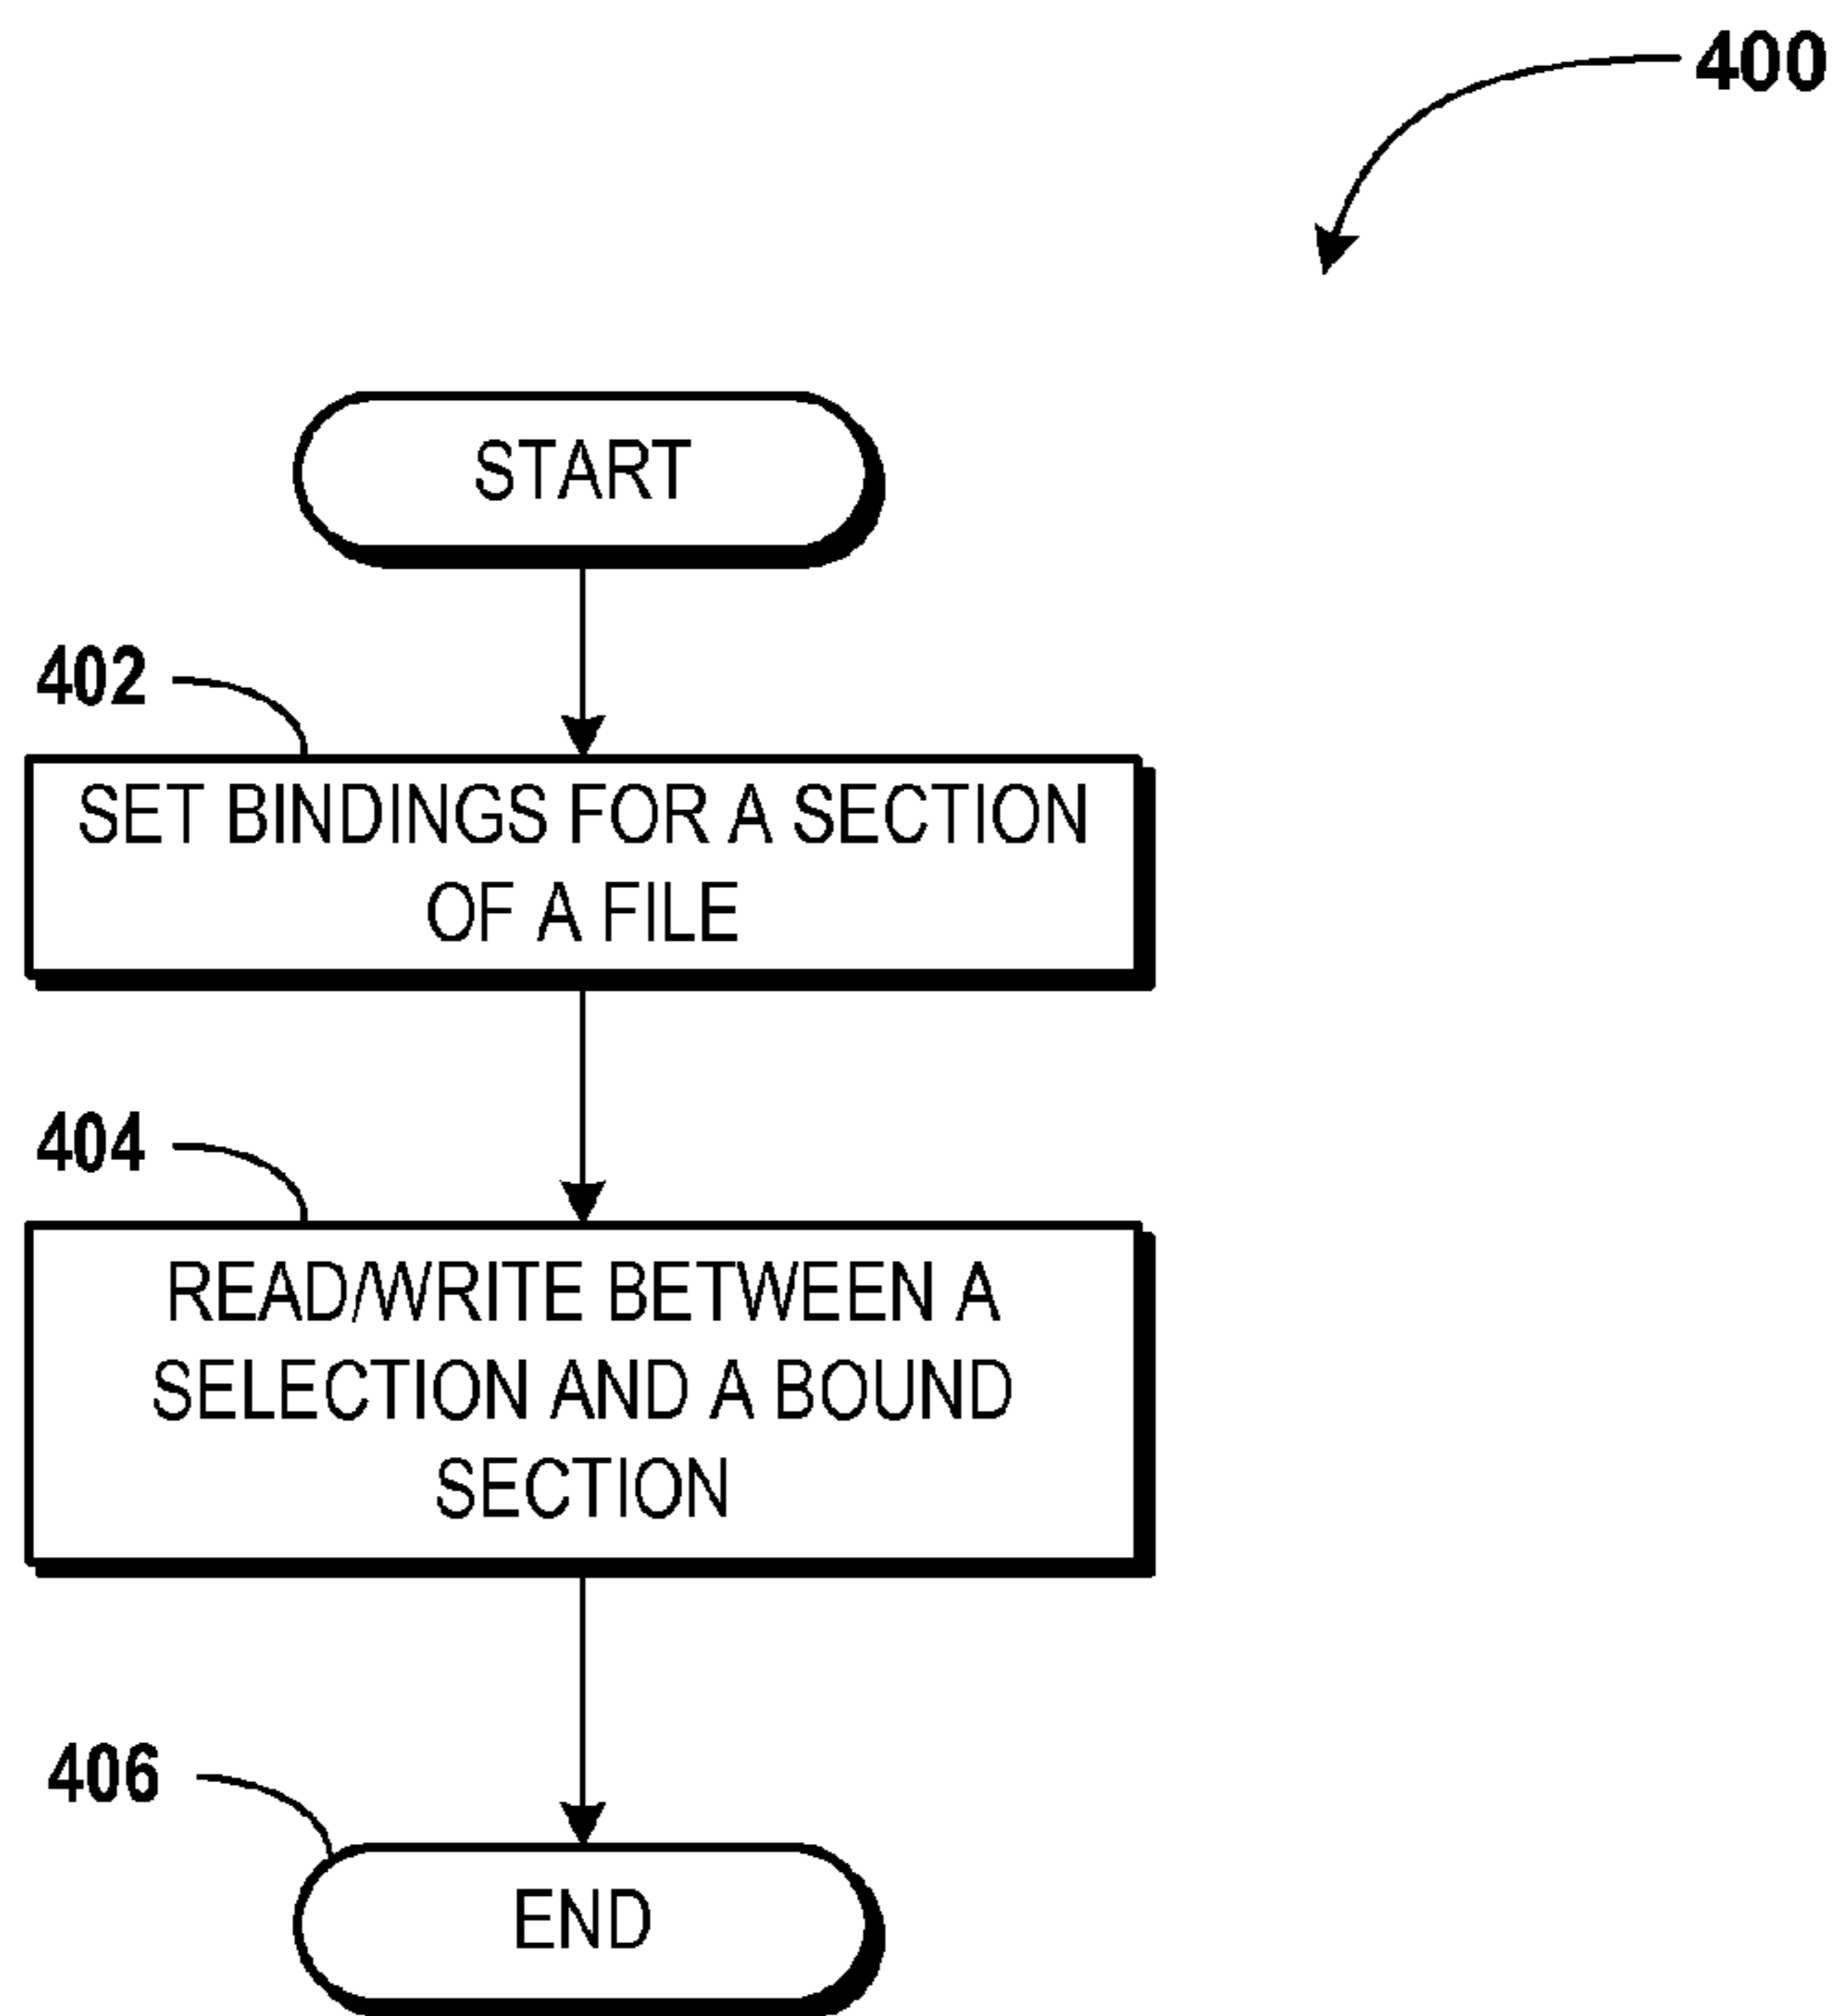 400
START
402
SET BINDINGS FOR A SECTION
OF A FILE
404
READ/WRITE BETWEEN A
SELECTION AND A BOUND
SECTION
406
END